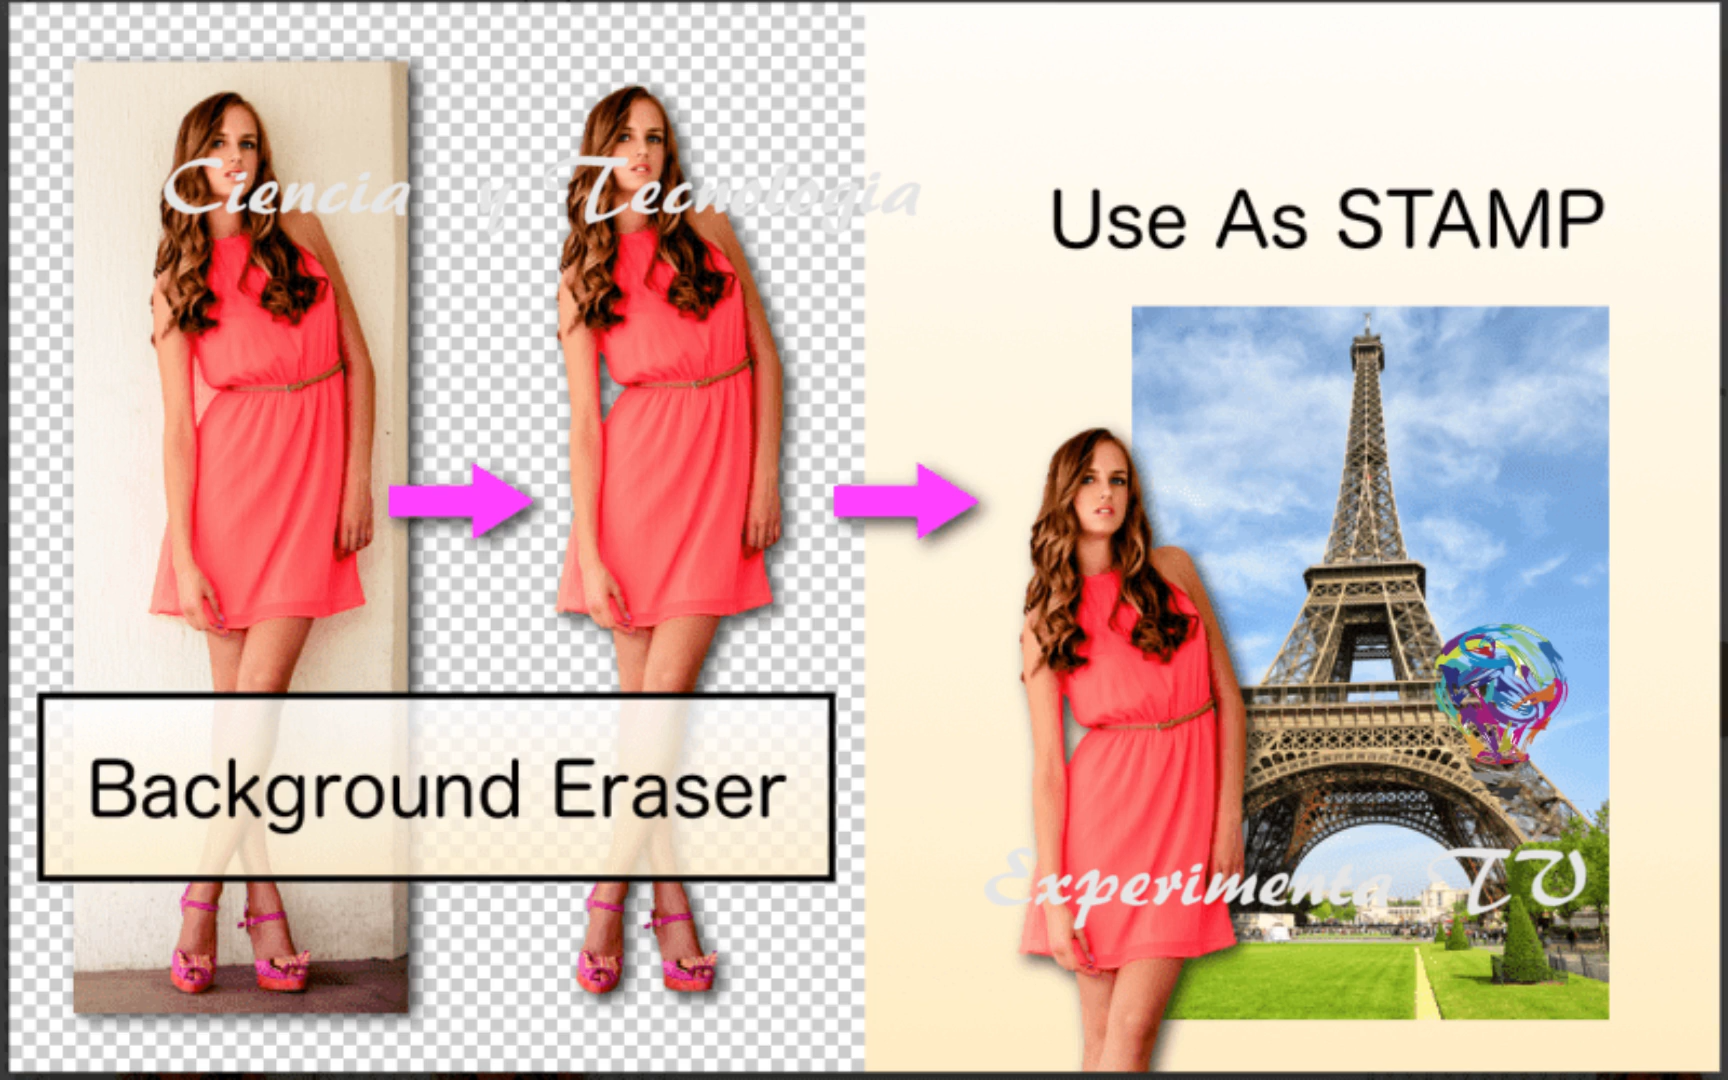 Ciencia y Tecnologia
Use As STAMP
Background Eraser
Experimenta TV